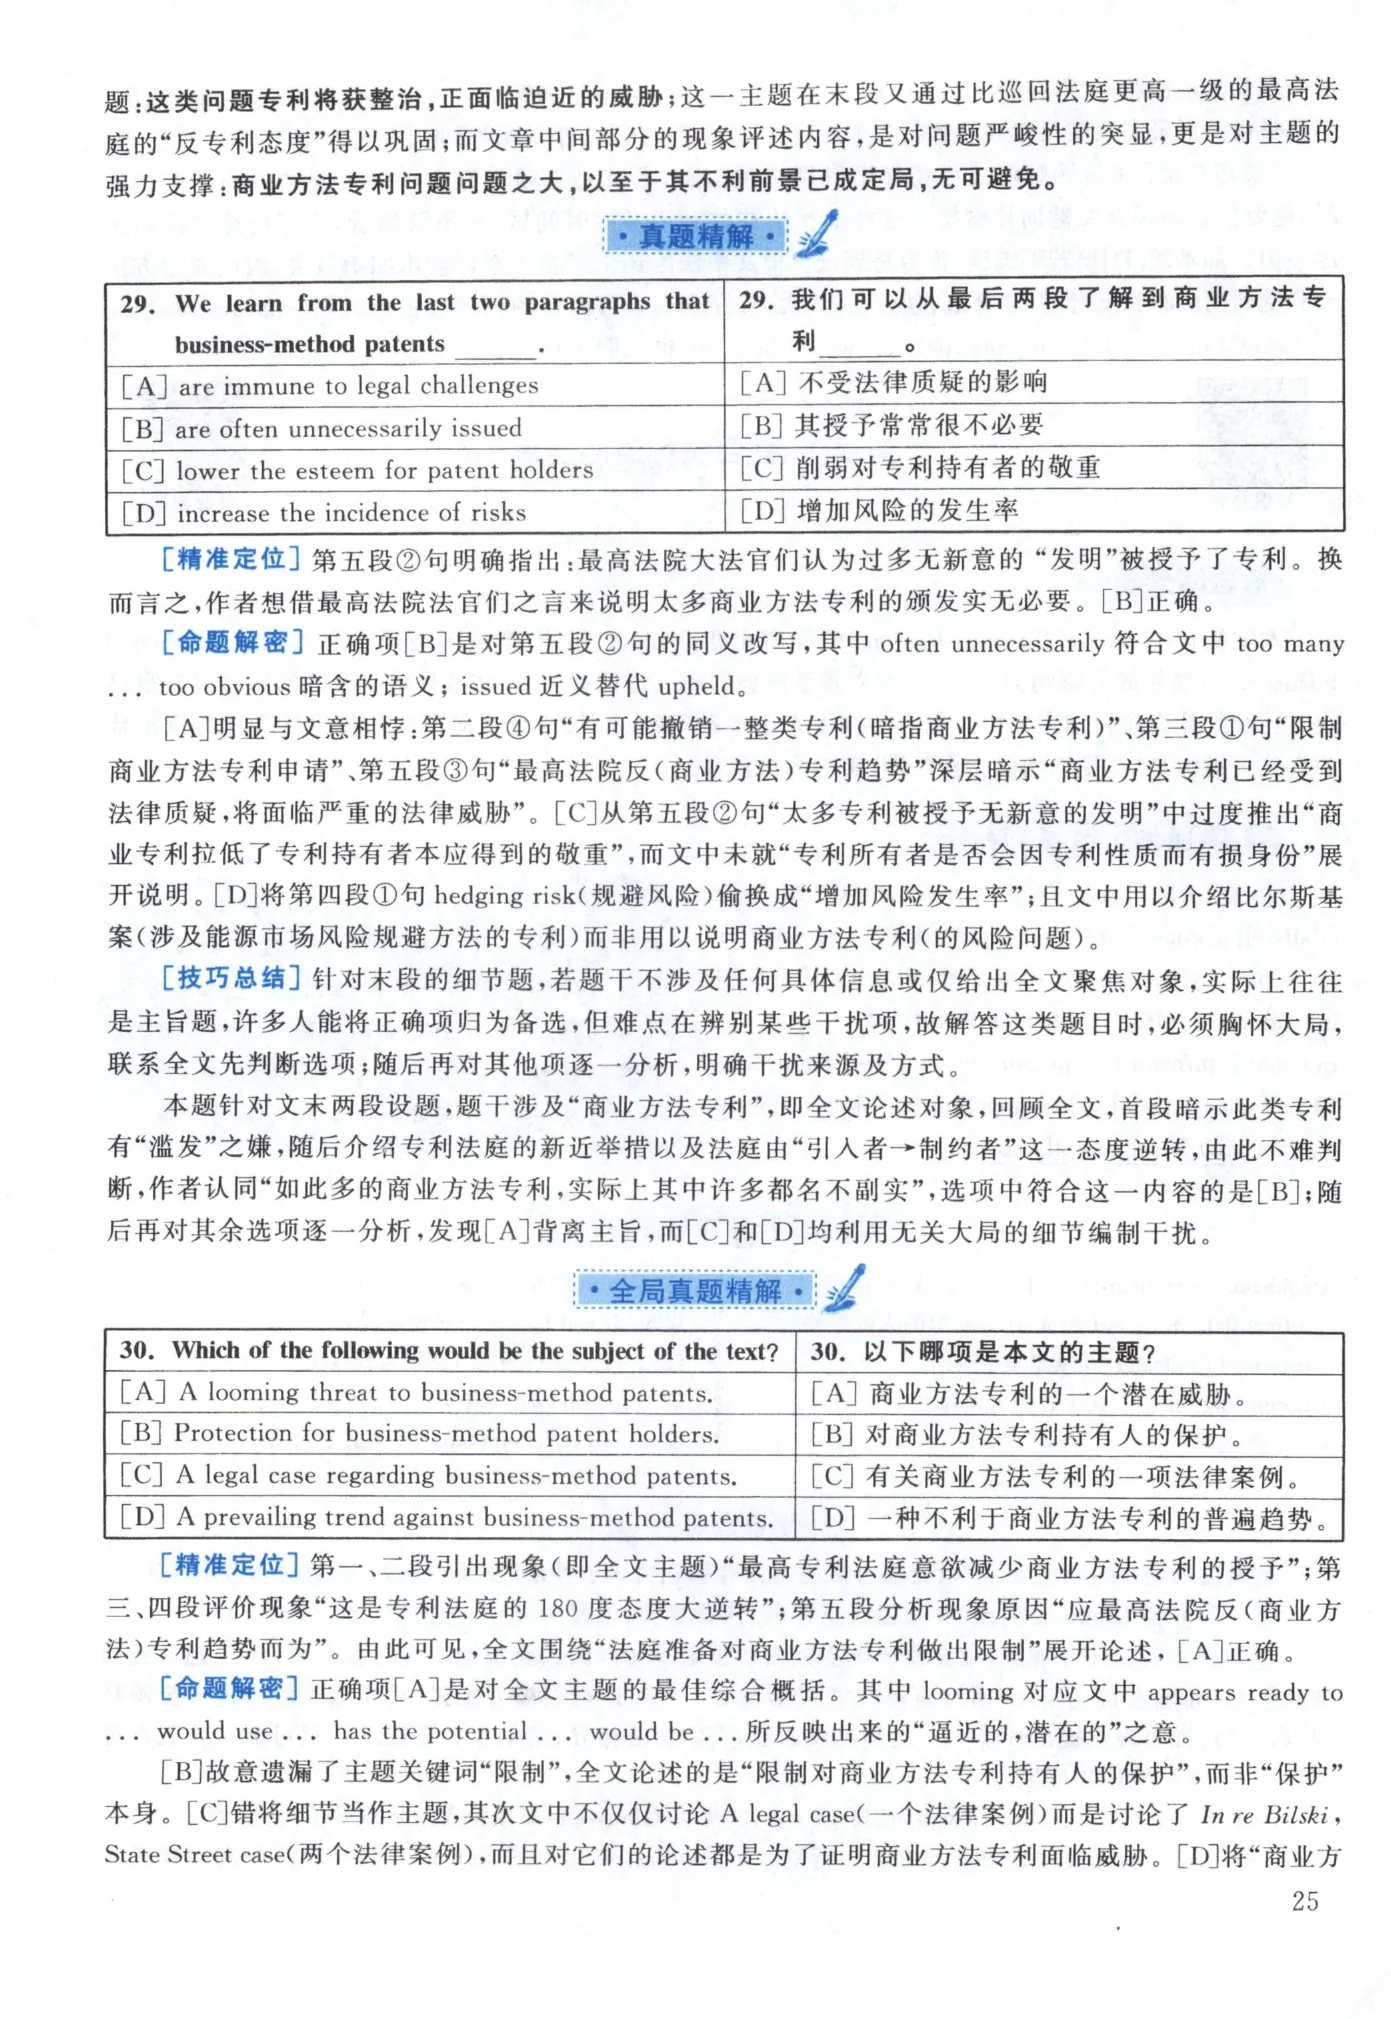 题:这类问题专利将获整治,正面临迫近的威胁;这一主题在末段又通过比巡回法庭更高一级的最高法
庭的“反专利态度”得以巩固;而文章中间部分的现象评述内容,是对问题严峻性的突显,更是对主题的
强力支撑:商业方法专利问题问题之大,以至于其不利前景已成定局,无可避免。
·真题精解·
29. We learn from the last two paragraphs that
business-method patents ______.
29. 我们可以从最后两段了解到商业方法专
利______。
[A] are immune to legal challenges
[A] 不受法律质疑的影响
[B] are often unnecessarily issued
[B] 其授予常常很不必要
[C] lower the esteem for patent holders
[C] 削弱对专利持有者的敬重
[D] increase the incidence of risks
[D] 增加风险的发生率
[精准定位] 第五段②句明确指出:最高法院大法官们认为过多无新意的 “发明”被授予了专利。换
而言之,作者想借最高法院法官们之言来说明太多商业方法专利的颁发实无必要。[B]正确。
[命题解密] 正确项[B]是对第五段②句的同义改写,其中 often unnecessarily 符合文中 too many
... too obvious 暗含的语义; issued 近义替代 upheld。
[A]明显与文意相悖:第二段④句“有可能撤销一整类专利(暗指商业方法专利)”、第三段①句“限制
商业方法专利申请”、第五段③句“最高法院反(商业方法)专利趋势”深层暗示“商业方法专利已经受到
法律质疑,将面临严重的法律威胁”。[C]从第五段②句“太多专利被授予无新意的发明”中过度推出“商
业专利拉低了专利持有者本应得到的敬重”,而文中未就“专利所有者是否会因专利性质而有损身份”展
开说明。[D]将第四段①句 hedging risk(规避风险)偷换成“增加风险发生率”;且文中用以介绍比尔斯基
案(涉及能源市场风险规避方法的专利)而非用以说明商业方法专利(的风险问题)。
[技巧总结] 针对末段的细节题,若题干不涉及任何具体信息或仅给出全文聚焦对象,实际上往往
是主旨题,许多人能将正确项归为备选,但难点在辨别某些干扰项,故解答这类题目时,必须胸怀大局,
联系全文先判断选项;随后再对其他项逐一分析,明确干扰来源及方式。
本题针对文末两段设题,题干涉及“商业方法专利”,即全文论述对象,回顾全文,首段暗示此类专利
有“滥发”之嫌,随后介绍专利法庭的新近举措以及法庭由“引入者→制约者”这一态度逆转,由此不难判
断,作者认同“如此多的商业方法专利,实际上其中许多都名不副实”,选项中符合这一内容的是[B];随
后再对其余选项逐一分析,发现[A]背离主旨,而[C]和[D]均利用无关大局的细节编制干扰。
·全局真题精解·
30. Which of the following would be the subject of the text?
30. 以下哪项是本文的主题?
[A] A looming threat to business-method patents.
[A] 商业方法专利的一个潜在威胁。
[B] Protection for business-method patent holders.
[B] 对商业方法专利持有人的保护。
[C] A legal case regarding business-method patents.
[C] 有关商业方法专利的一项法律案例。
[D] A prevailing trend against business-method patents.
[D] 一种不利于商业方法专利的普遍趋势。
[精准定位] 第一、二段引出现象(即全文主题)“最高专利法庭意欲减少商业方法专利的授予”;第
三、四段评价现象“这是专利法庭的 180 度态度大逆转”;第五段分析现象原因“应最高法院反(商业方
法)专利趋势而为”。由此可见,全文围绕“法庭准备对商业方法专利做出限制”展开论述,[A]正确。
[命题解密] 正确项[A]是对全文主题的最佳综合概括。其中 looming 对应文中 appears ready to
... would use ... has the potential ... would be ... 所反映出来的“逼近的,潜在的”之意。
[B]故意遗漏了主题关键词“限制”,全文论述的是“限制对商业方法专利持有人的保护”,而非“保护”
本身。[C]错将细节当作主题,其次文中不仅仅讨论 A legal case(一个法律案例)而是讨论了 In re Bilski,
State Street case(两个法律案例),而且对它们的论述都是为了证明商业方法专利面临威胁。[D]将“商业方
25